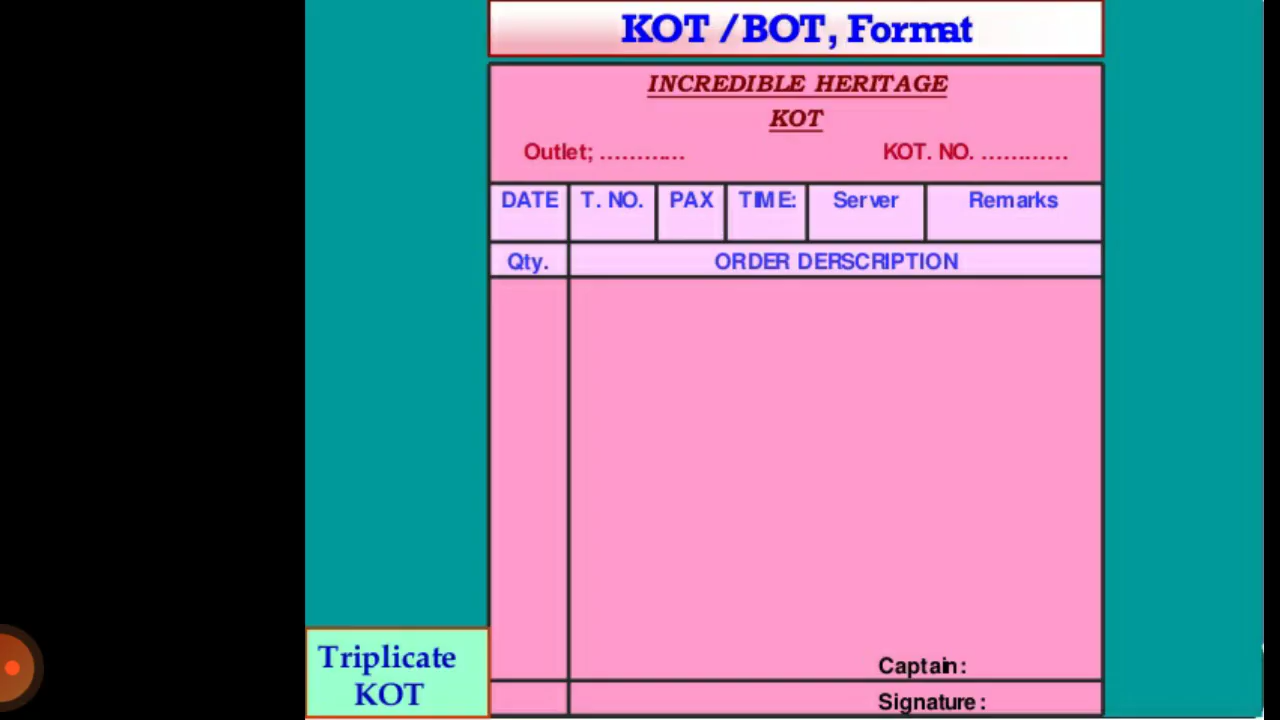 KOT / BOT, Format
INCREDIBLE HERITAGE
KOT
Outlet; ............ KOT. NO. ............
DATE T. NO. PAX TIME: Server Remarks
Qty. ORDER DERSCRIPTION
Captain:
Signature:
Triplicate
KOT